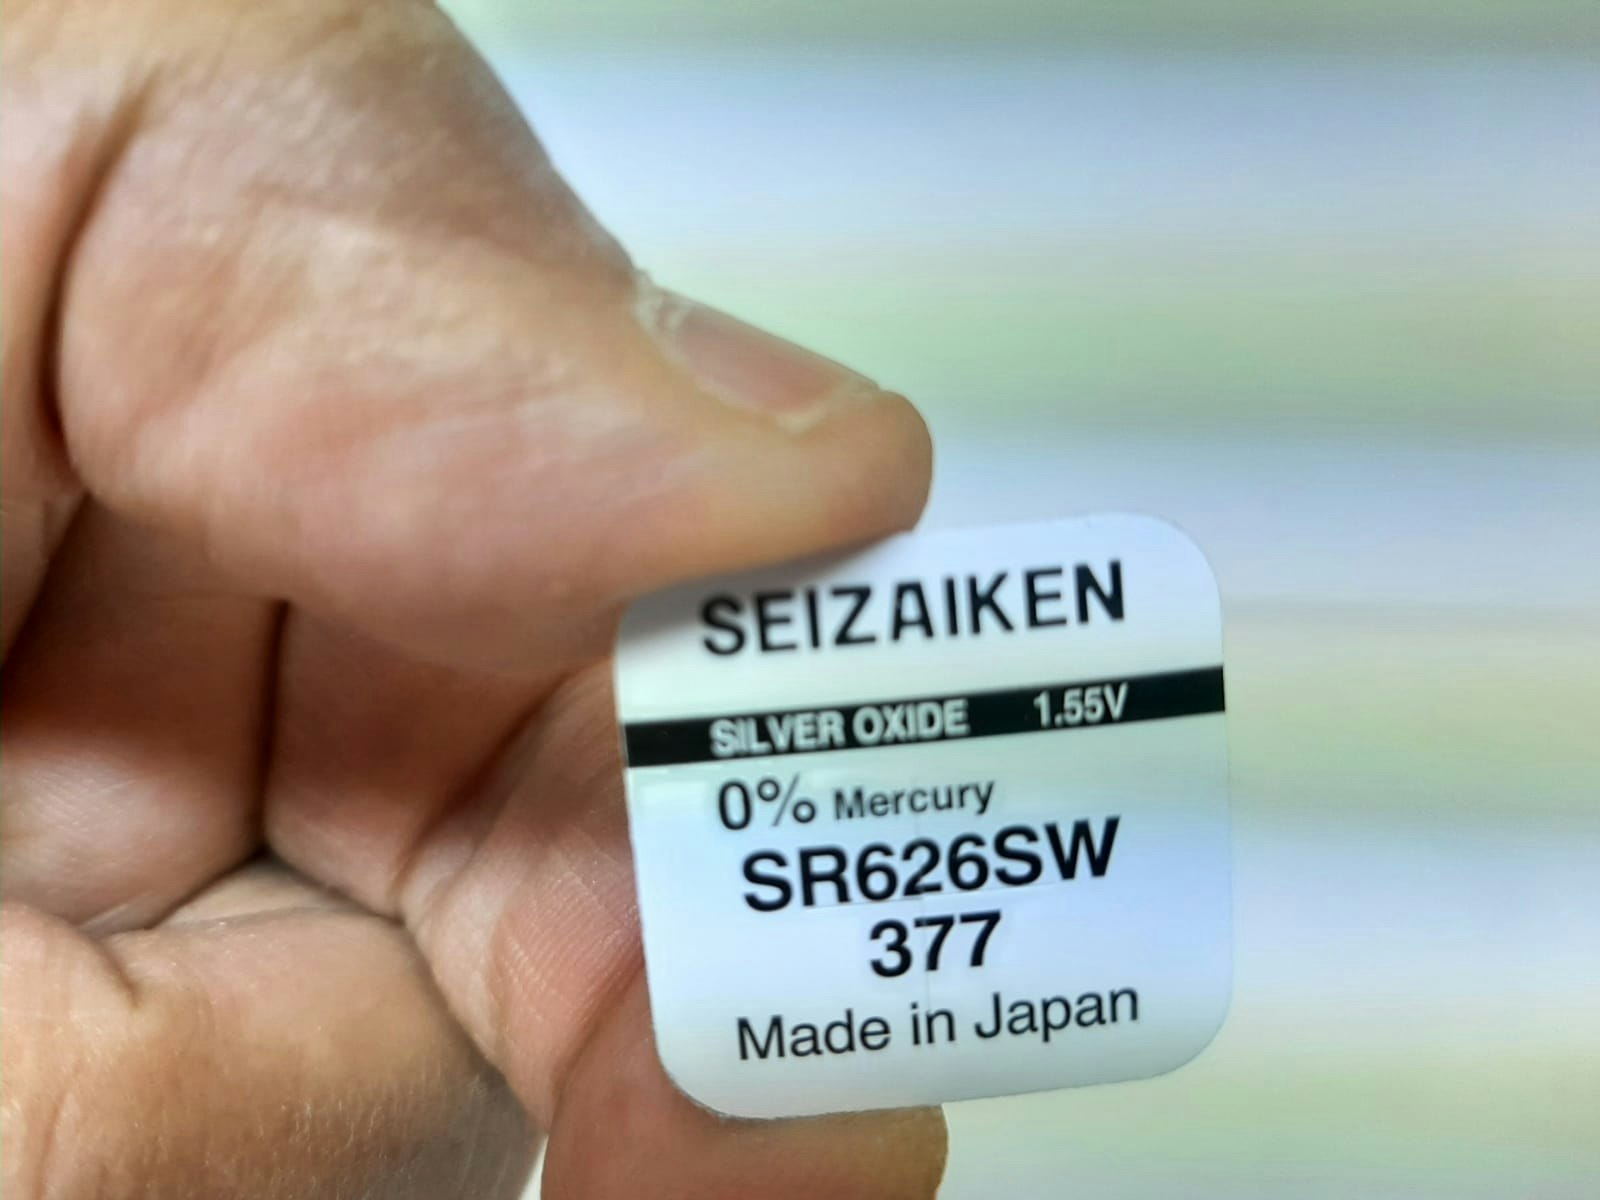 SEIZAIKEN
SILVER OXIDE 1.55V
0% Mercury
SR626SW
377
Made in Japan